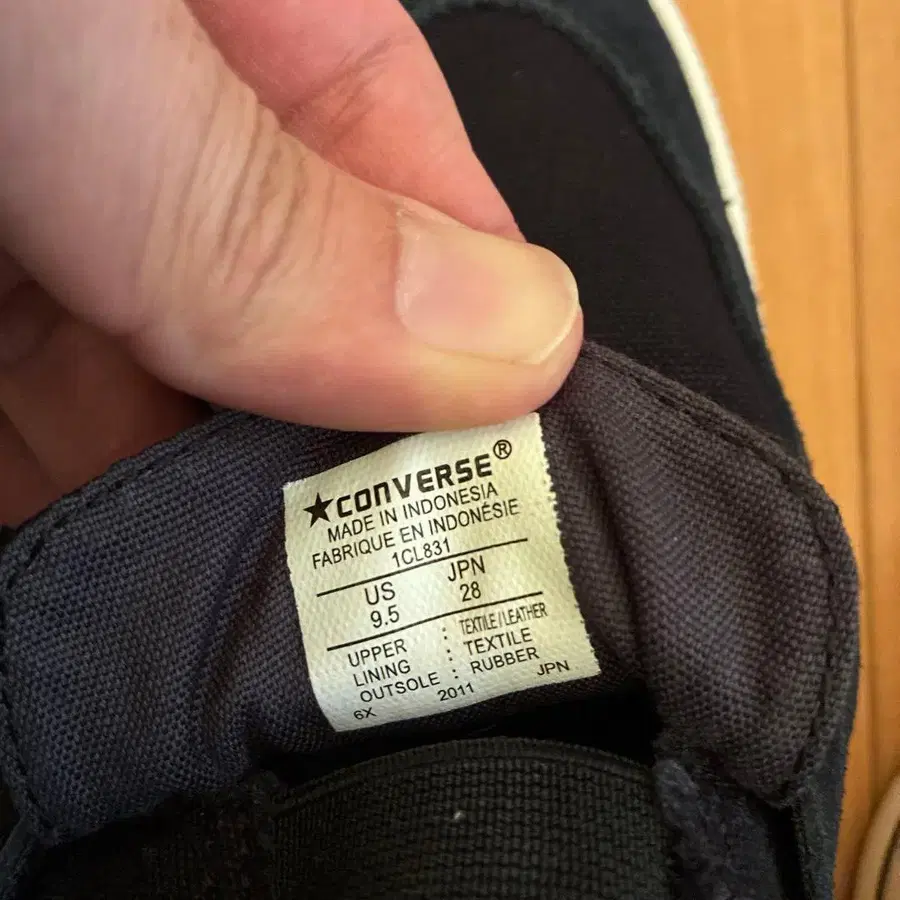 ★CONVERSE®
MADE IN INDONESIA
FABRIQUE EN INDONÉSIE
1CL831
US JPN
9.5 28
UPPER : TEXTILE/LEATHER
LINING : TEXTILE
OUTSOLE : RUBBER
6X 2011 JPN